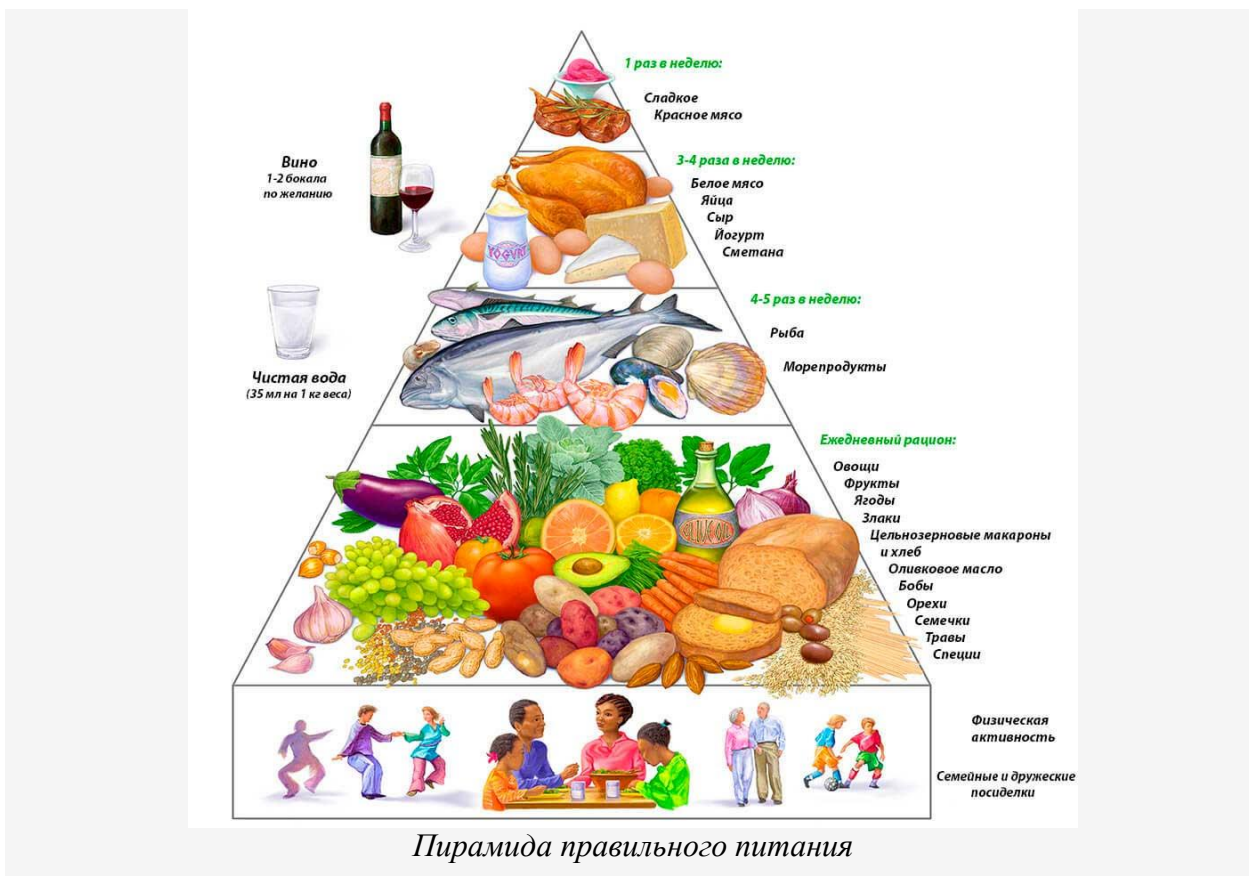 1 раз в неделю:
Сладкое
Красное мясо
Вино
1-2 бокала
по желанию
3-4 раза в неделю:
Белое мясо
Яйца
Сыр
Йогурт
Сметана
YOGURT
Чистая вода
(35 мл на 1 кг веса)
4-5 раз в неделю:
Рыба
Морепродукты
Ежедневный рацион:
Овощи
Фрукты
Ягоды
Злаки
Цельнозерновые макароны
и хлеб
Оливковое масло
Бобы
Орехи
Семечки
Травы
Специи
OLIVE OIL
Физическая
активность
Семейные и дружеские
посиделки
Пирамида правильного питания